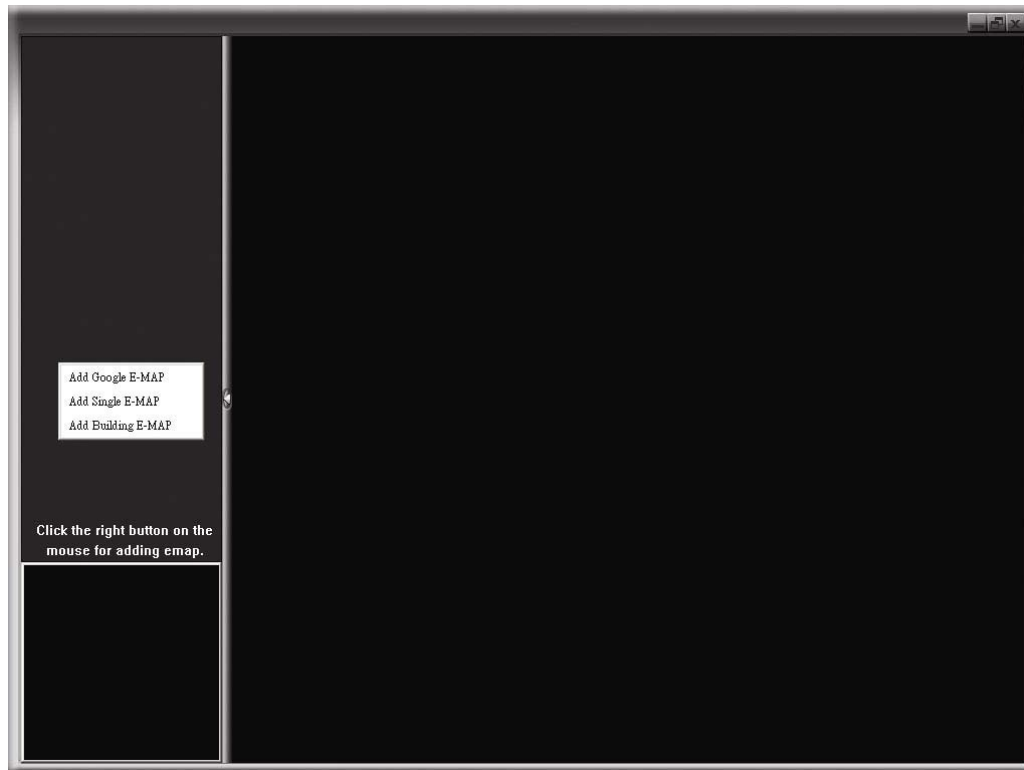 Add Google E-MAP
Add Single E-MAP
Add Building E-MAP
Click the right button on the
mouse for adding emap.